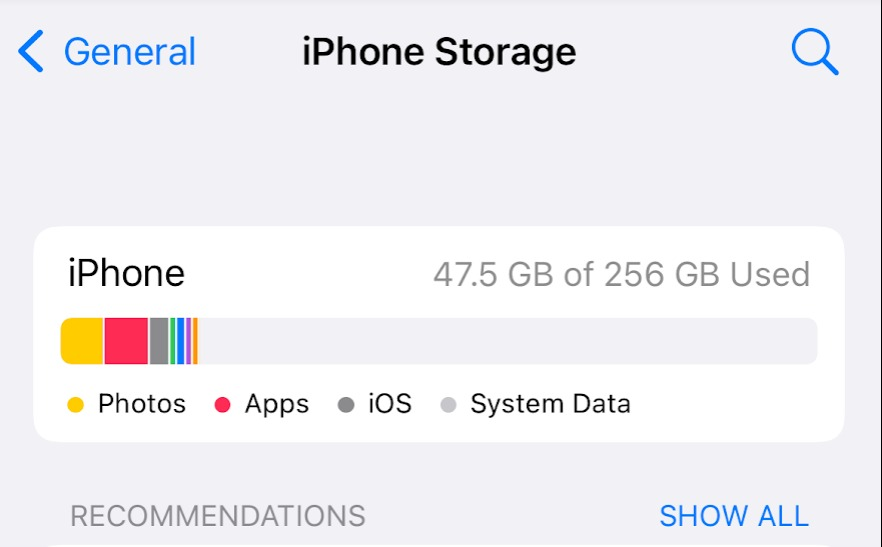 General iPhone Storage
iPhone 47.5 GB of 256 GB Used
Photos Apps iOS System Data
RECOMMENDATIONS SHOW ALL